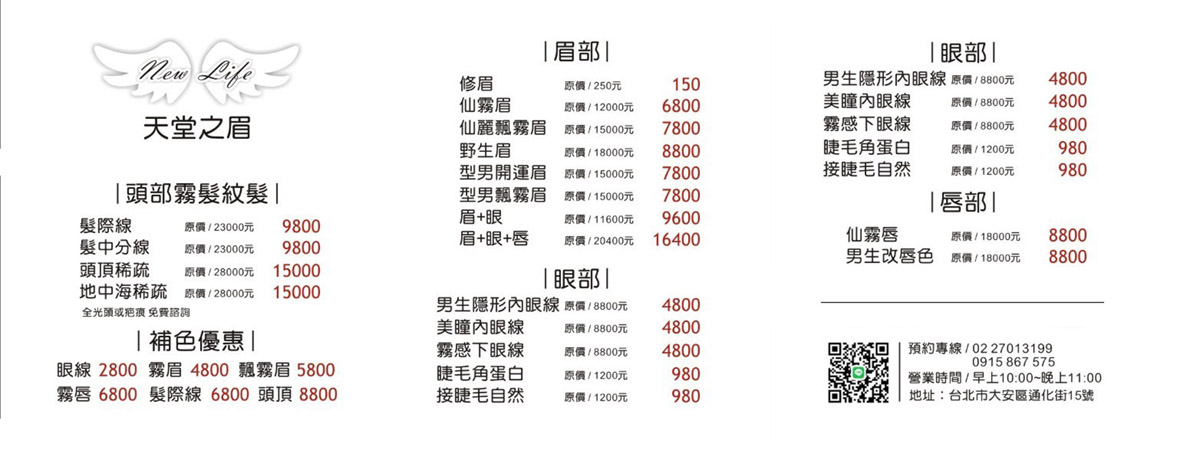 New Life
天堂之眉
|頭部霧髮紋髮|
髮際線 原價 / 23000元 9800
髮中分線 原價 / 23000元 9800
頭頂稀疏 原價 / 28000元 15000
地中海稀疏 原價 / 28000元 15000
全光頭或疤痕 免費諮詢
|補色優惠|
眼線 2800 霧眉 4800 飄霧眉 5800
霧唇 6800 髮際線 6800 頭頂 8800
|眉部|
修眉 原價 / 250元 150
仙霧眉 原價 / 12000元 6800
仙麗飄霧眉 原價 / 15000元 7800
野生眉 原價 / 18000元 8800
型男開運眉 原價 / 15000元 7800
型男飄霧眉 原價 / 15000元 7800
眉+眼 原價 / 11600元 9600
眉+眼+唇 原價 / 20400元 16400
|眼部|
男生隱形內眼線 原價 / 8800元 4800
美瞳內眼線 原價 / 8800元 4800
霧感下眼線 原價 / 8800元 4800
睫毛角蛋白 原價 / 1200元 980
接睫毛自然 原價 / 1200元 980
|眼部|
男生隱形內眼線 原價 / 8800元 4800
美瞳內眼線 原價 / 8800元 4800
霧感下眼線 原價 / 8800元 4800
睫毛角蛋白 原價 / 1200元 980
接睫毛自然 原價 / 1200元 980
|唇部|
仙霧唇 原價 / 18000元 8800
男生改唇色 原價 / 18000元 8800
預約專線 / 02 27013199
0915 867 575
營業時間 / 早上10:00~晚上11:00
地址：台北市大安區通化街15號